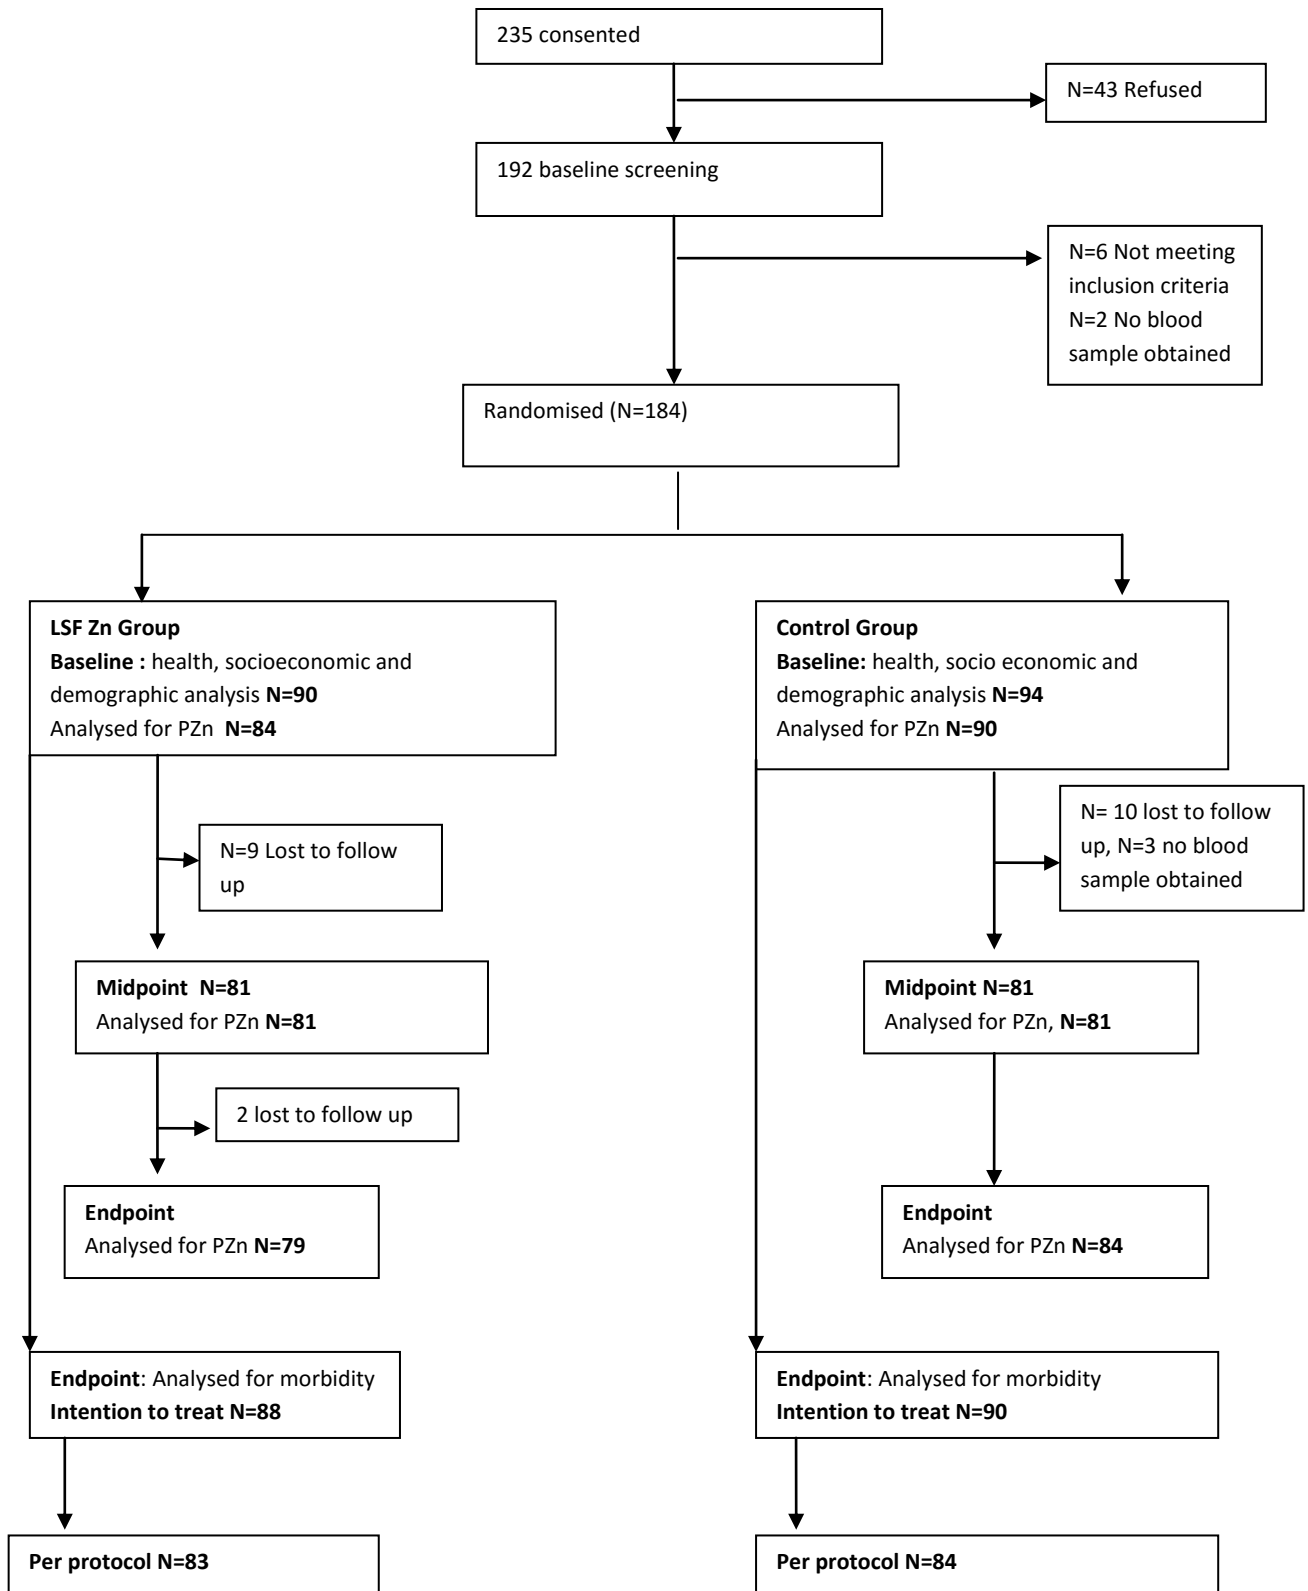 235 consented
N=43 Refused
192 baseline screening
N=6 Not meeting
inclusion criteria
N=2 No blood
sample obtained
Randomised (N=184)
LSF Zn Group
Baseline : health, socioeconomic and
demographic analysis N=90
Analysed for PZn N=84
Control Group
Baseline: health, socio economic and
demographic analysis N=94
Analysed for PZn N=90
N=9 Lost to follow
up
N= 10 lost to follow
up, N=3 no blood
sample obtained
Midpoint N=81
Analysed for PZn N=81
Midpoint N=81
Analysed for PZn, N=81
2 lost to follow up
Endpoint
Analysed for PZn N=79
Endpoint
Analysed for PZn N=84
Endpoint: Analysed for morbidity
Intention to treat N=88
Endpoint: Analysed for morbidity
Intention to treat N=90
Per protocol N=83
Per protocol N=84